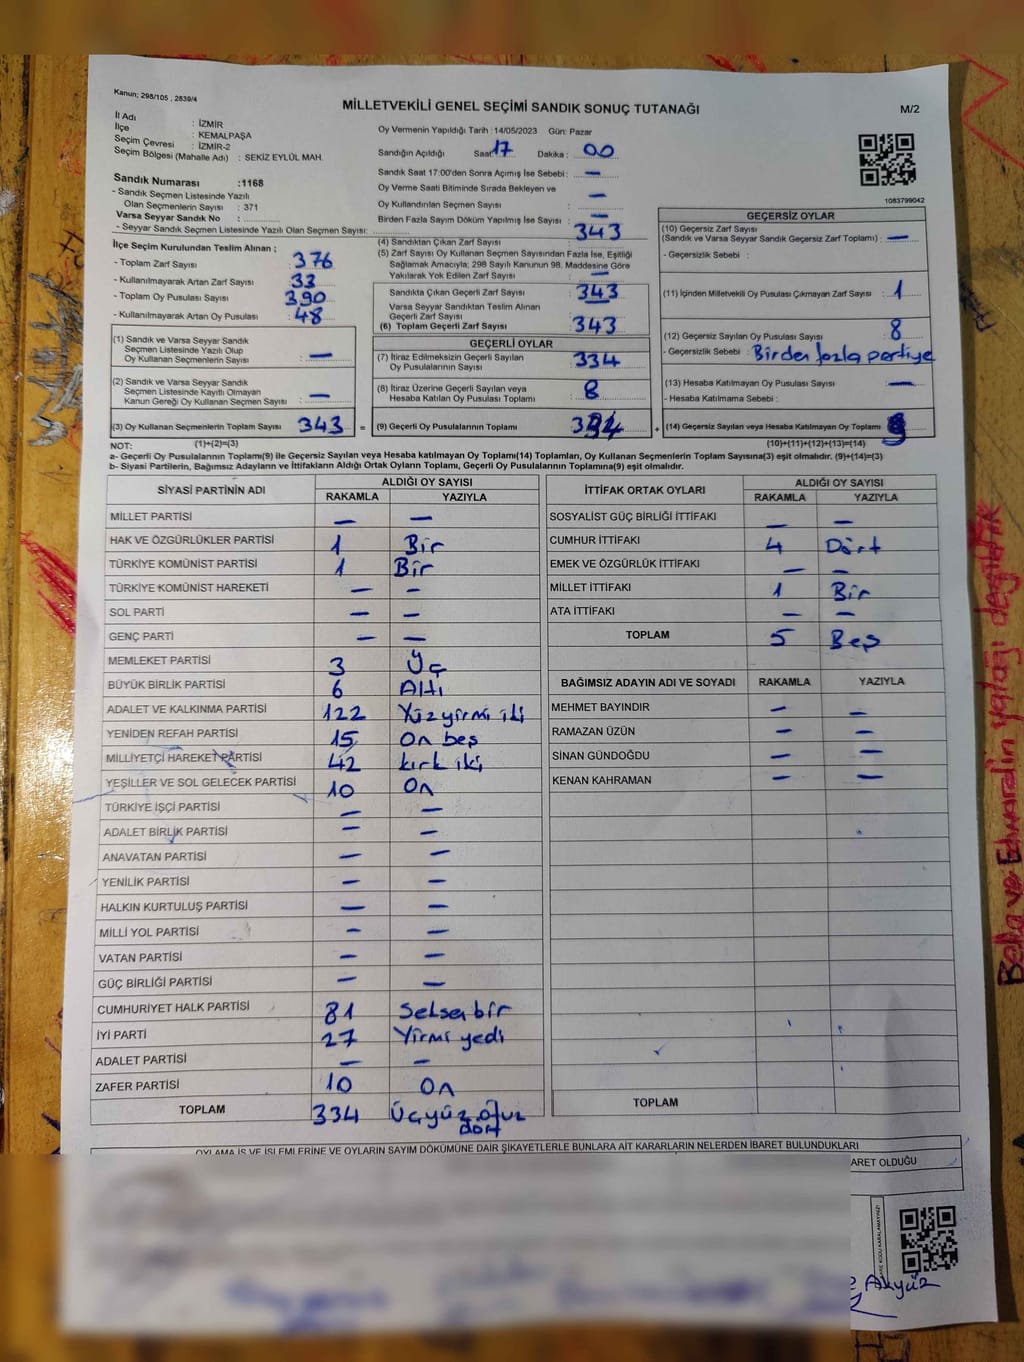 Kanun; 298/105 , 2839/4
MİLLETVEKİLİ GENEL SEÇİMİ SANDIK SONUÇ TUTANAĞI
M/2
İl Adı : İZMİR
İlçe : KEMALPAŞA
Seçim Çevresi : İZMİR-2
Seçim Bölgesi (Mahalle Adı) : SEKİZ EYLÜL MAH.
Oy Vermenin Yapıldığı Tarih :14/05/2023 Gün: Pazar
Sandığın Açıldığı Saat 17 Dakika : 00
Sandık Saat 17:00'den Sonra Açımış İse Sebebi : —
Oy Verme Saati Bitiminde Sırada Bekleyen ve
Oy Kullandırılan Seçmen Sayısı : —
Birden Fazla Sayım Döküm Yapılmış İse Sayısı : —
1083799042
Sandık Numarası :1168
- Sandık Seçmen Listesinde Yazılı
Olan Seçmenlerin Sayısı : 371
Varsa Seyyar Sandık No :
- Seyyar Sandık Seçmen Listesinde Yazılı Olan Seçmen Sayısı:
İlçe Seçim Kurulundan Teslim Alınan ;
- Toplam Zarf Sayısı : 376
- Kullanılmayarak Artan Zarf Sayısı : 33
- Toplam Oy Pusulası Sayısı : 390
- Kullanılmayarak Artan Oy Pusulası : 48
(1) Sandık ve Varsa Seyyar Sandık
Seçmen Listesinde Yazılı Olup
Oy Kullanan Seçmenlerin Sayısı : —
(2) Sandık ve Varsa Seyyar Sandık
Seçmen Listesinde Kayıtlı Olmayan
Kanun Gereği Oy Kullanan Seçmen Sayısı : —
(3) Oy Kullanan Seçmenlerin Toplam Sayısı : 343 =
(1)+(2)=(3)
(4) Sandıktan Çıkan Zarf Sayısı : 343
(5) Zarf Sayısı Oy Kullanan Seçmen Sayısından Fazla İse, Eşitliği
Sağlamak Amacıyla; 298 Sayılı Kanunun 98. Maddesine Göre
Yakılarak Yok Edilen Zarf Sayısı : —
Sandıkta Çıkan Geçerli Zarf Sayısı : 343
Varsa Seyyar Sandıktan Teslim Alınan
Geçerli Zarf Sayısı :
(6) Toplam Geçerli Zarf Sayısı : 343
GEÇERLİ OYLAR
(7) İtiraz Edilmeksizin Geçerli Sayılan
Oy Pusulalarının Sayısı : 334
(8) İtiraz Üzerine Geçerli Sayılan veya
Hesaba Katılan Oy Pusulası Toplamı : 8
(9) Geçerli Oy Pusulalarının Toplamı : +
GEÇERSİZ OYLAR
(10) Geçersiz Zarf Sayısı
(Sandık ve Varsa Seyyar Sandık Geçersiz Zarf Toplamı) : —
- Geçersizlik Sebebi :
(11) İçinden Milletvekili Oy Pusulası Çıkmayan Zarf Sayısı : 1
(12) Geçersiz Sayılan Oy Pusulası Sayısı : 8
- Geçersizlik Sebebi : Birden fazla partiye
(13) Hesaba Katılmayan Oy Pusulası Sayısı : —
- Hesaba Katılmama Sebebi :
(14) Geçersiz Sayılan veya Hesaba Katılmayan Oy Toplamı :
(10)+(11)+(12)+(13)=(14)
NOT:
a- Geçerli Oy Pusulalarının Toplamı(9) ile Geçersiz Sayılan veya Hesaba katılmayan Oy Toplamı(14) Toplamları, Oy Kullanan Seçmenlerin Toplam Sayısına(3) eşit olmalıdır. (9)+(14)=(3)
b- Siyasi Partilerin, Bağımsız Adayların ve İttifakların Aldığı Ortak Oyların Toplamı, Geçerli Oy Pusulalarının Toplamına(9) eşit olmalıdır.
SİYASİ PARTİNİN ADI ALDIĞI OY SAYISI
RAKAMLA YAZIYLA
MİLLET PARTİSİ — —
HAK VE ÖZGÜRLÜKLER PARTİSİ 1 Bir
TÜRKİYE KOMÜNİST PARTİSİ 1 Bir
TÜRKİYE KOMÜNİST HAREKETİ — —
SOL PARTİ — —
GENÇ PARTİ — —
MEMLEKET PARTİSİ 3 Üç
BÜYÜK BİRLİK PARTİSİ 6 Altı
ADALET VE KALKINMA PARTİSİ 122 Yüzyirmi iki
YENİDEN REFAH PARTİSİ 15 On beş
MİLLİYETÇİ HAREKET PARTİSİ 42 kırk iki
YEŞİLLER VE SOL GELECEK PARTİSİ 10 On
TÜRKİYE İŞÇİ PARTİSİ — —
ADALET BİRLİK PARTİSİ — —
ANAVATAN PARTİSİ — —
YENİLİK PARTİSİ — —
HALKIN KURTULUŞ PARTİSİ — —
MİLLİ YOL PARTİSİ — —
VATAN PARTİSİ — —
GÜÇ BİRLİĞİ PARTİSİ — —
CUMHURİYET HALK PARTİSİ 81 Seksenbir
İYİ PARTİ 27 Yirmi yedi
ADALET PARTİSİ — —
ZAFER PARTİSİ 10 On
TOPLAM 334 Üçyüz otuz
dört
İTTİFAK ORTAK OYLARI ALDIĞI OY SAYISI
RAKAMLA YAZIYLA
SOSYALİST GÜÇ BİRLİĞİ İTTİFAKI — —
CUMHUR İTTİFAKI 4 Dört
EMEK VE ÖZGÜRLÜK İTTİFAKI — —
MİLLET İTTİFAKI 1 Bir
ATA İTTİFAKI — —
TOPLAM 5 Beş
BAĞIMSIZ ADAYIN ADI VE SOYADI RAKAMLA YAZIYLA
MEHMET BAYINDIR — —
RAMAZAN ÜZÜN — —
SİNAN GÜNDOĞDU — —
KENAN KAHRAMAN — —
TOPLAM
OYLAMA İŞ VE İŞLEMLERİNE VE OYLARIN SAYIM DÖKÜMÜNE DAİR ŞİKAYETLERLE BUNLARA AİT KARARLARIN NELERDEN İBARET BULUNDUKLARI
ARET OLDUĞU
Akyüz